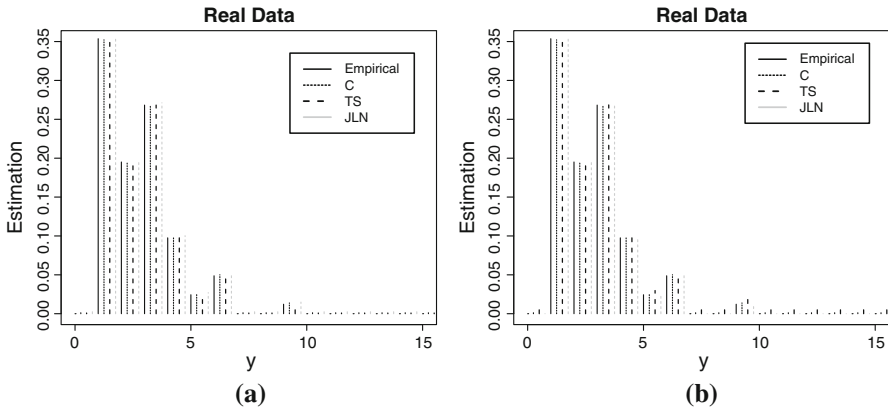 Real Data
Estimation
0.35
0.30
0.25
0.20
0.15
0.10
0.05
0.00
Empirical
C
TS
JLN
0 5 10 15
y
(a)
Real Data
Estimation
0.35
0.30
0.25
0.20
0.15
0.10
0.05
0.00
Empirical
C
TS
JLN
0 5 10 15
y
(b)